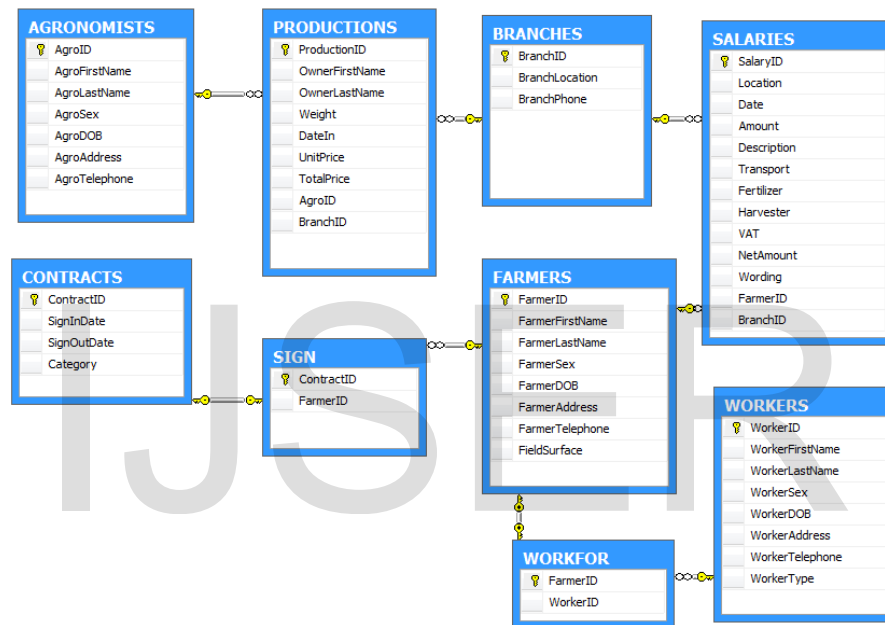 AGRONOMISTS
AgroID
AgroFirstName
AgroLastName
AgroSex
AgroDOB
AgroAddress
AgroTelephone
PRODUCTIONS
ProductionID
OwnerFirstName
OwnerLastName
Weight
DateIn
UnitPrice
TotalPrice
AgroID
BranchID
BRANCHES
BranchID
BranchLocation
BranchPhone
SALARIES
SalaryID
Location
Date
Amount
Description
Transport
Fertilizer
Harvester
VAT
NetAmount
Wording
FarmerID
BranchID
CONTRACTS
ContractID
SignInDate
SignOutDate
Category
SIGN
ContractID
FarmerID
FARMERS
FarmerID
FarmerFirstName
FarmerLastName
FarmerSex
FarmerDOB
FarmerAddress
FarmerTelephone
FieldSurface
WORKERS
WorkerID
WorkerFirstName
WorkerLastName
WorkerSex
WorkerDOB
WorkerAddress
WorkerTelephone
WorkerType
WORKFOR
FarmerID
WorkerID
IJSER